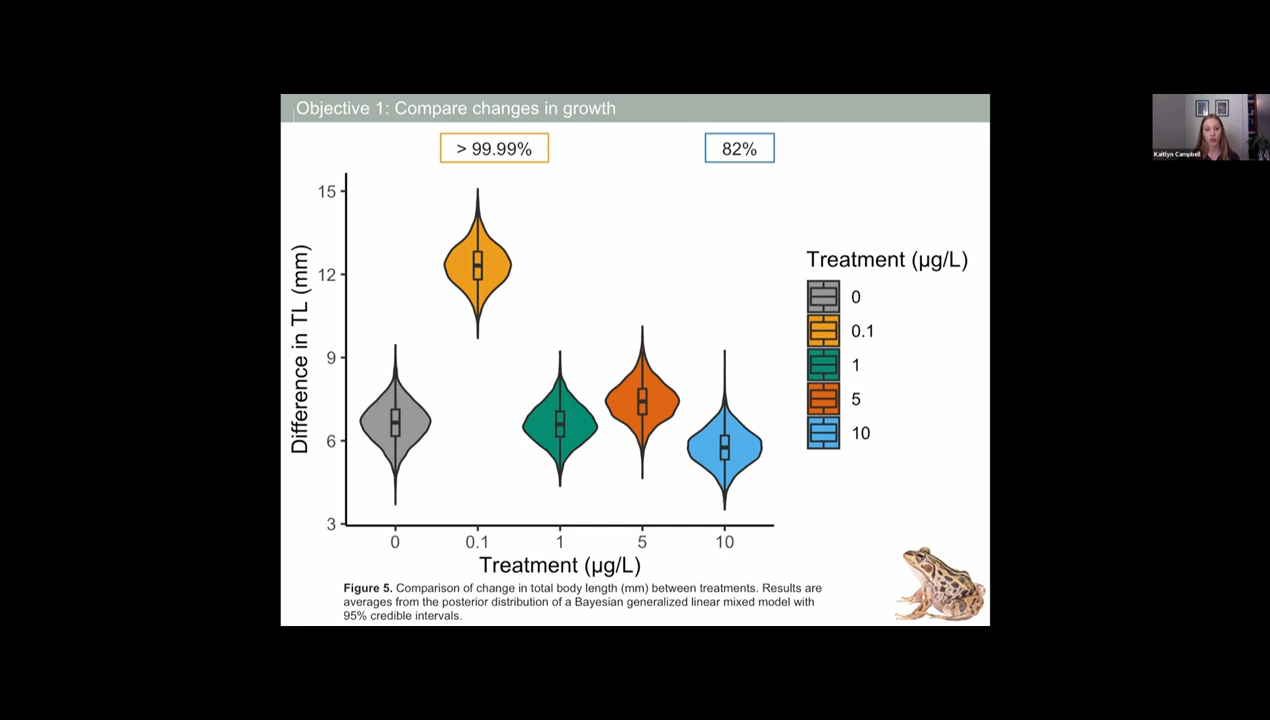 Objective 1: Compare changes in growth
> 99.99%
82%
Difference in TL (mm)
15
12
9
6
3
0
0.1
1
5
10
Treatment (µg/L)
Treatment (µg/L)
0
0.1
1
5
10
Figure 5. Comparison of change in total body length (mm) between treatments. Results are
averages from the posterior distribution of a Bayesian generalized linear mixed model with
95% credible intervals.
Kaitlyn Campbell